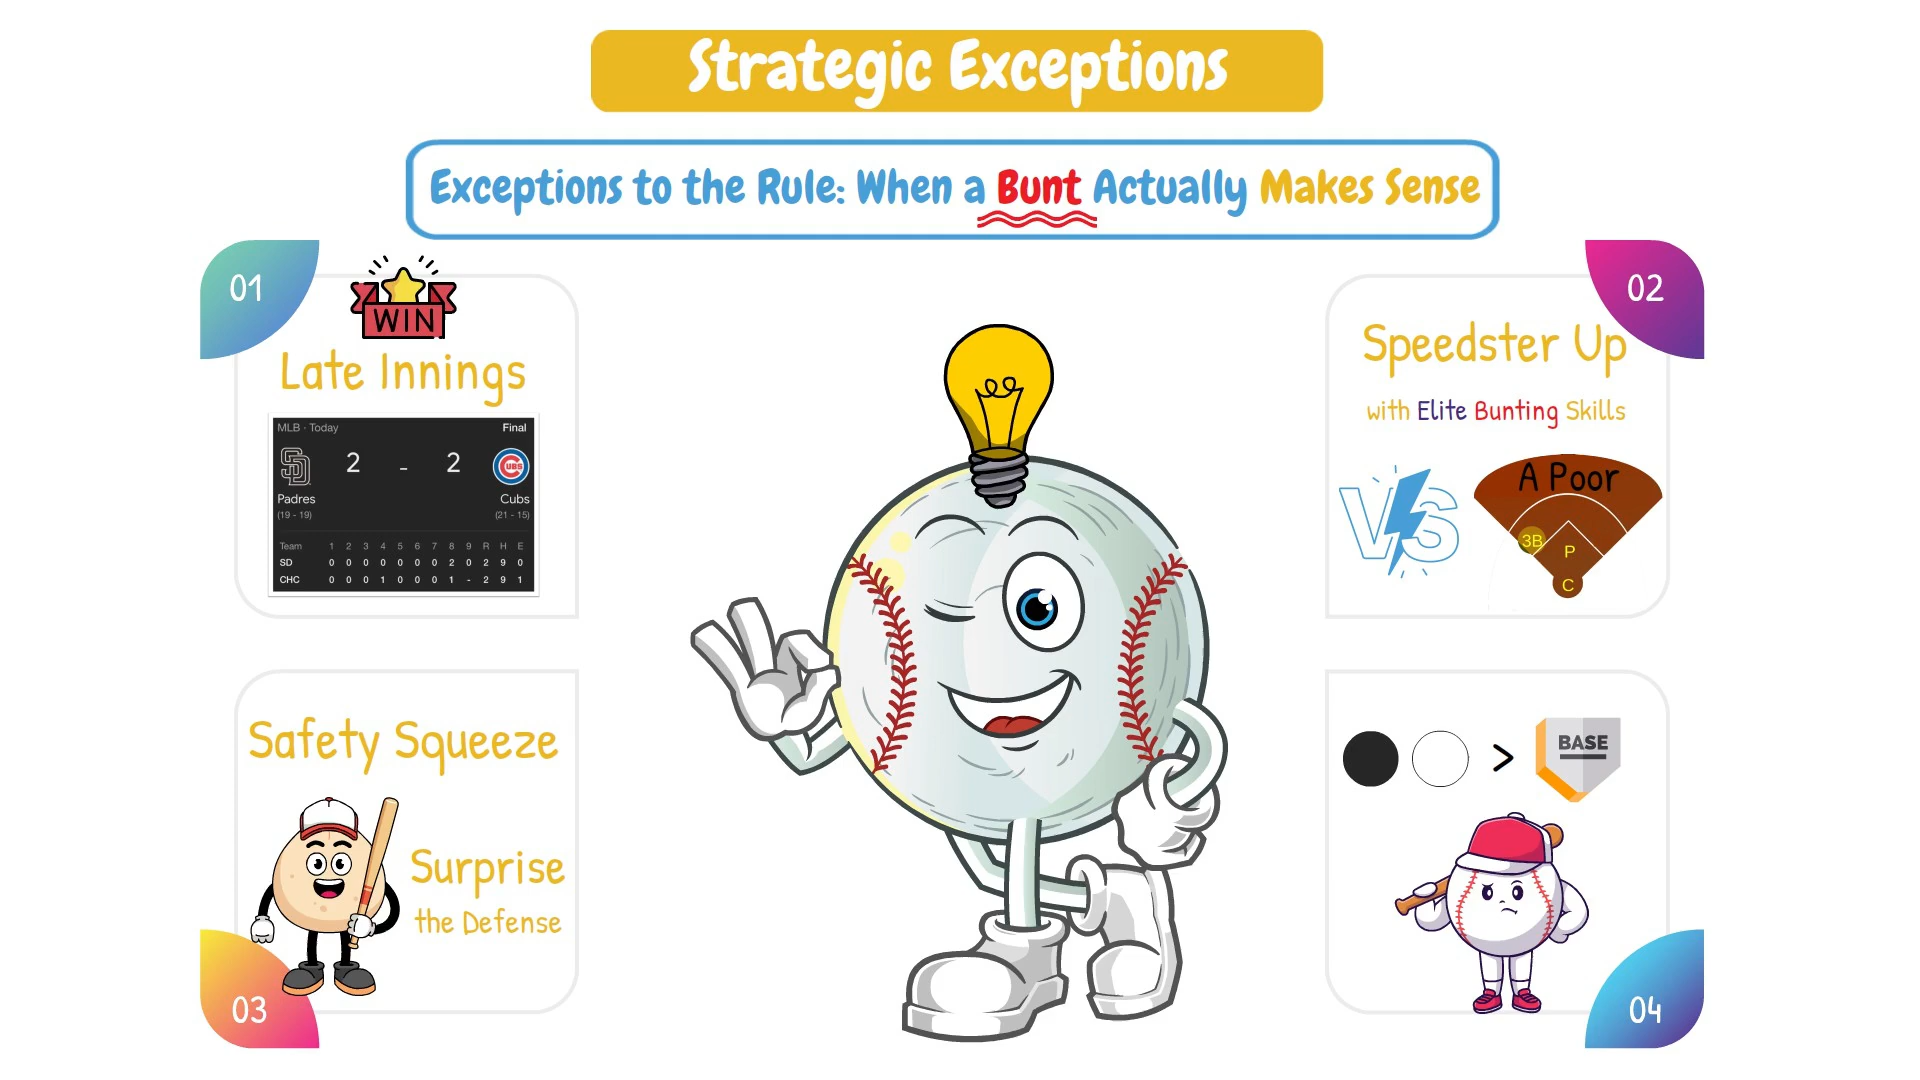 Strategic Exceptions
Exceptions to the Rule: When a Bunt Actually Makes Sense
01
WIN
Late Innings
MLB · Today Final
SD 2 - 2 CUBS
Padres Cubs
(19 - 19) (21 - 15)
Team 1 2 3 4 5 6 7 8 9 R H E
SD 0 0 0 0 0 0 0 2 0 2 9 0
CHC 0 0 0 1 0 0 0 1 - 2 9 1
02
Speedster Up
with Elite Bunting Skills
VS
A Poor
3B
P
C
Safety Squeeze
Surprise
the Defense
03
> BASE
04